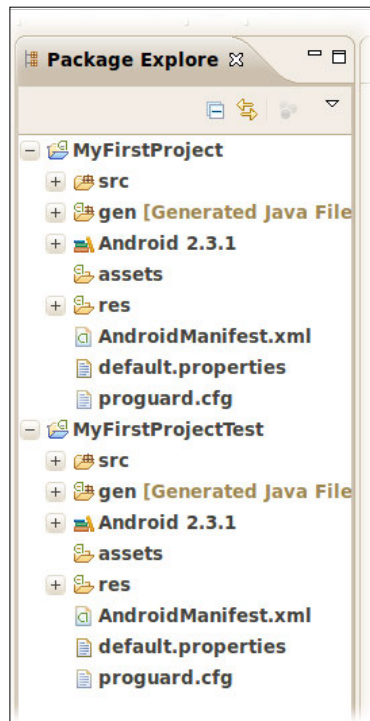 Package Explore
MyFirstProject
src
gen [Generated Java File
Android 2.3.1
assets
res
AndroidManifest.xml
default.properties
proguard.cfg
MyFirstProjectTest
src
gen [Generated Java File
Android 2.3.1
assets
res
AndroidManifest.xml
default.properties
proguard.cfg